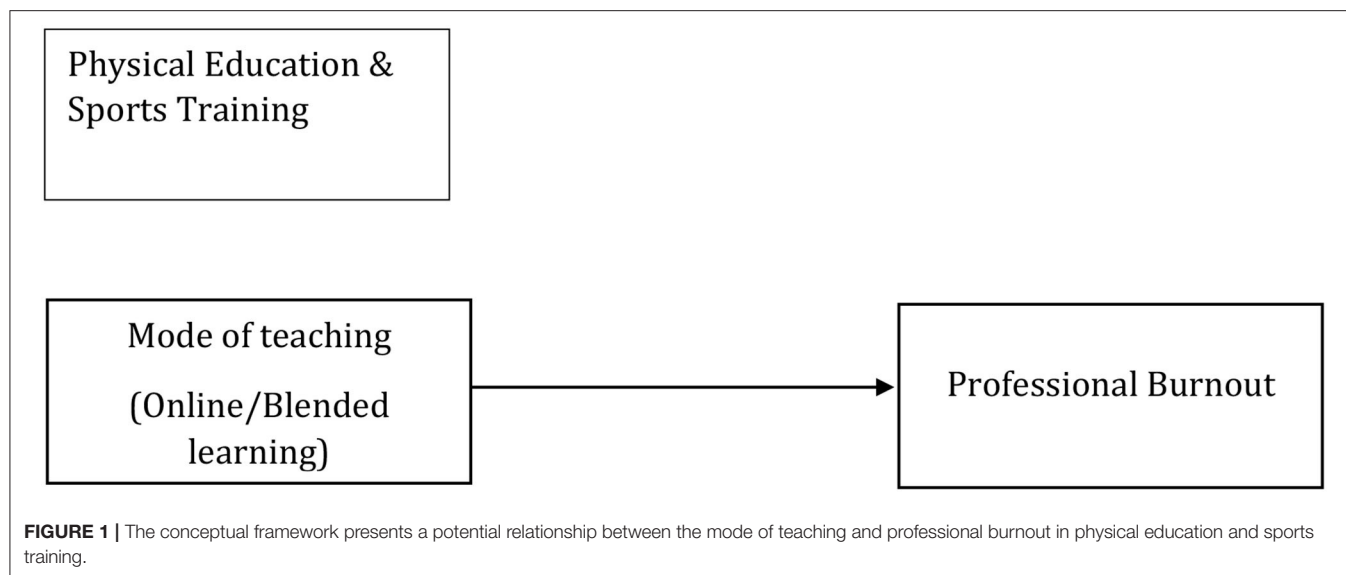 Physical Education &
Sports Training
Mode of teaching
(Online/Blended
learning)
Professional Burnout
FIGURE 1 | The conceptual framework presents a potential relationship between the mode of teaching and professional burnout in physical education and sports
training.